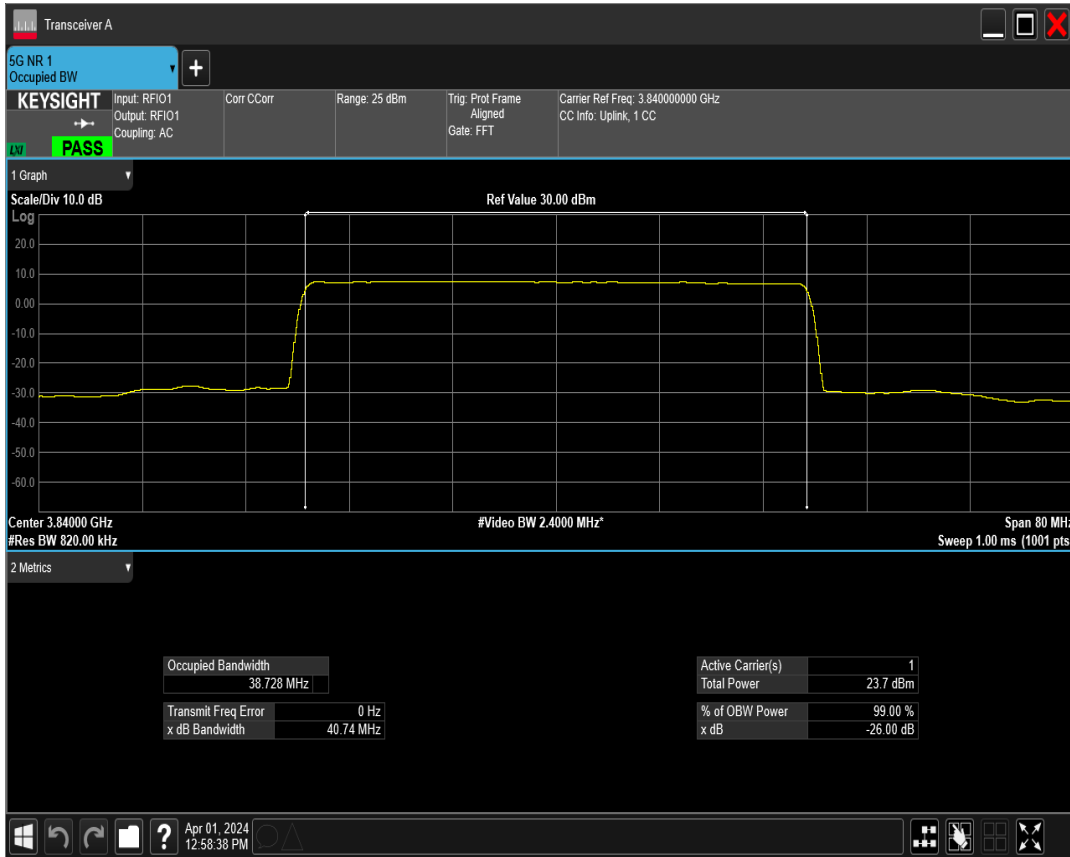 Transceiver A
5G NR 1
Occupied BW
+
KEYSIGHT
LXI
PASS
Input: RFIO1
Output: RFIO1
Coupling: AC
Corr CCorr
Range: 25 dBm
Trig: Prot Frame
Aligned
Gate: FFT
Carrier Ref Freq: 3.840000000 GHz
CC Info: Uplink, 1 CC
1 Graph
Scale/Div 10.0 dB
Ref Value 30.00 dBm
Log
20.0
10.0
0.00
-10.0
-20.0
-30.0
-40.0
-50.0
-60.0
Center 3.84000 GHz
#Video BW 2.4000 MHz*
Span 80 MHz
#Res BW 820.00 kHz
Sweep 1.00 ms (1001 pts
2 Metrics
Occupied Bandwidth
38.728 MHz
Transmit Freq Error 0 Hz
x dB Bandwidth 40.74 MHz
Active Carrier(s) 1
Total Power 23.7 dBm
% of OBW Power 99.00 %
x dB -26.00 dB
?
Apr 01, 2024
12:58:38 PM